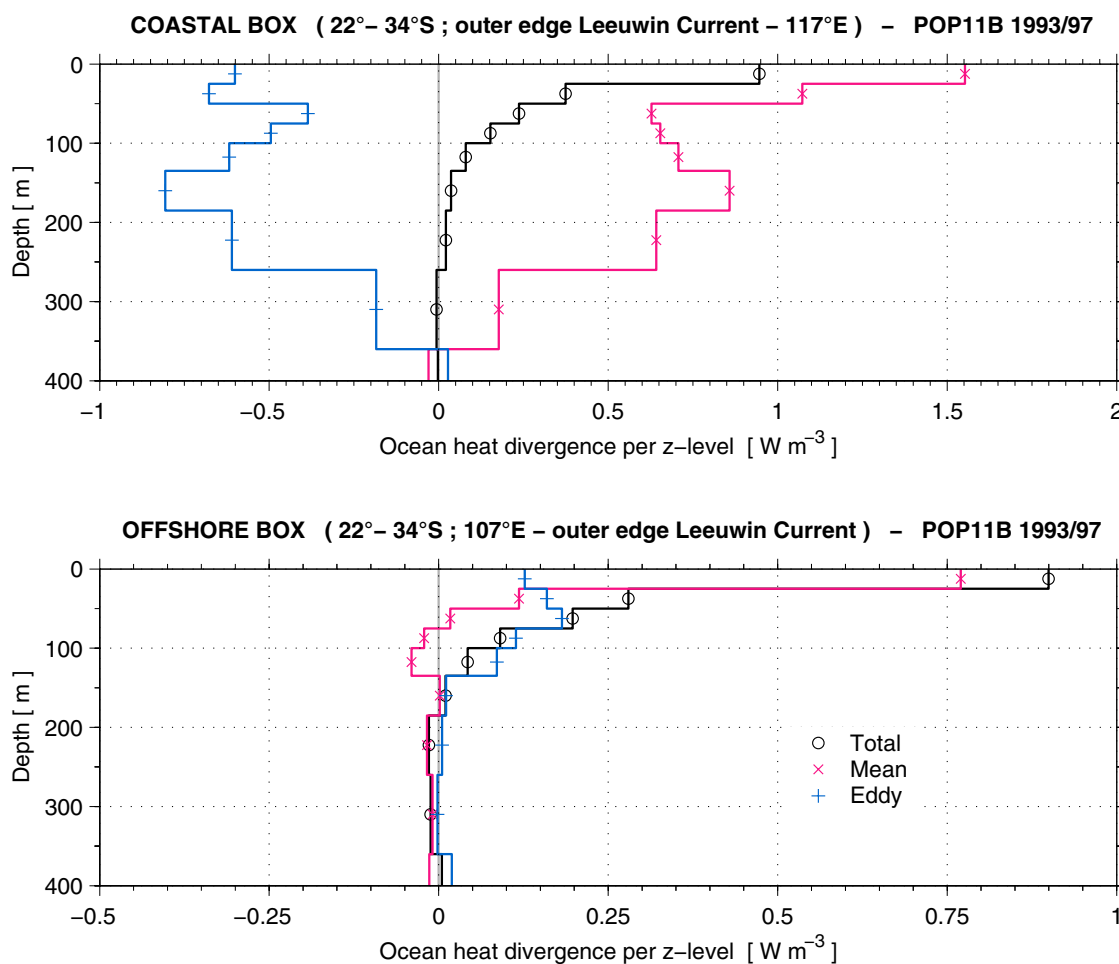 COASTAL BOX ( 22°− 34°S ; outer edge Leeuwin Current − 117°E ) − POP11B 1993/97
0
100
200
300
400
Depth [ m ]
−1
−0.5
0
0.5
1
1.5
2
Ocean heat divergence per z−level [ W m⁻³ ]
OFFSHORE BOX ( 22°− 34°S ; 107°E − outer edge Leeuwin Current ) − POP11B 1993/97
0
100
200
300
400
Depth [ m ]
Total
Mean
Eddy
−0.5
−0.25
0
0.25
0.5
0.75
1
Ocean heat divergence per z−level [ W m⁻³ ]